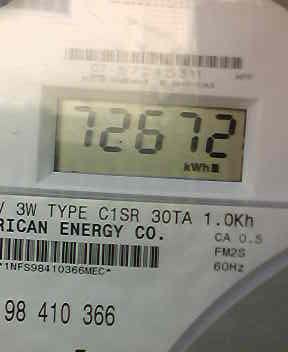 72672
kWh
3W TYPE C1SR 30TA 1.0Kh
RICAN ENERGY CO.
CA 0.5
FM2S
*1NFS98410366MEC*
60Hz
98 410 366